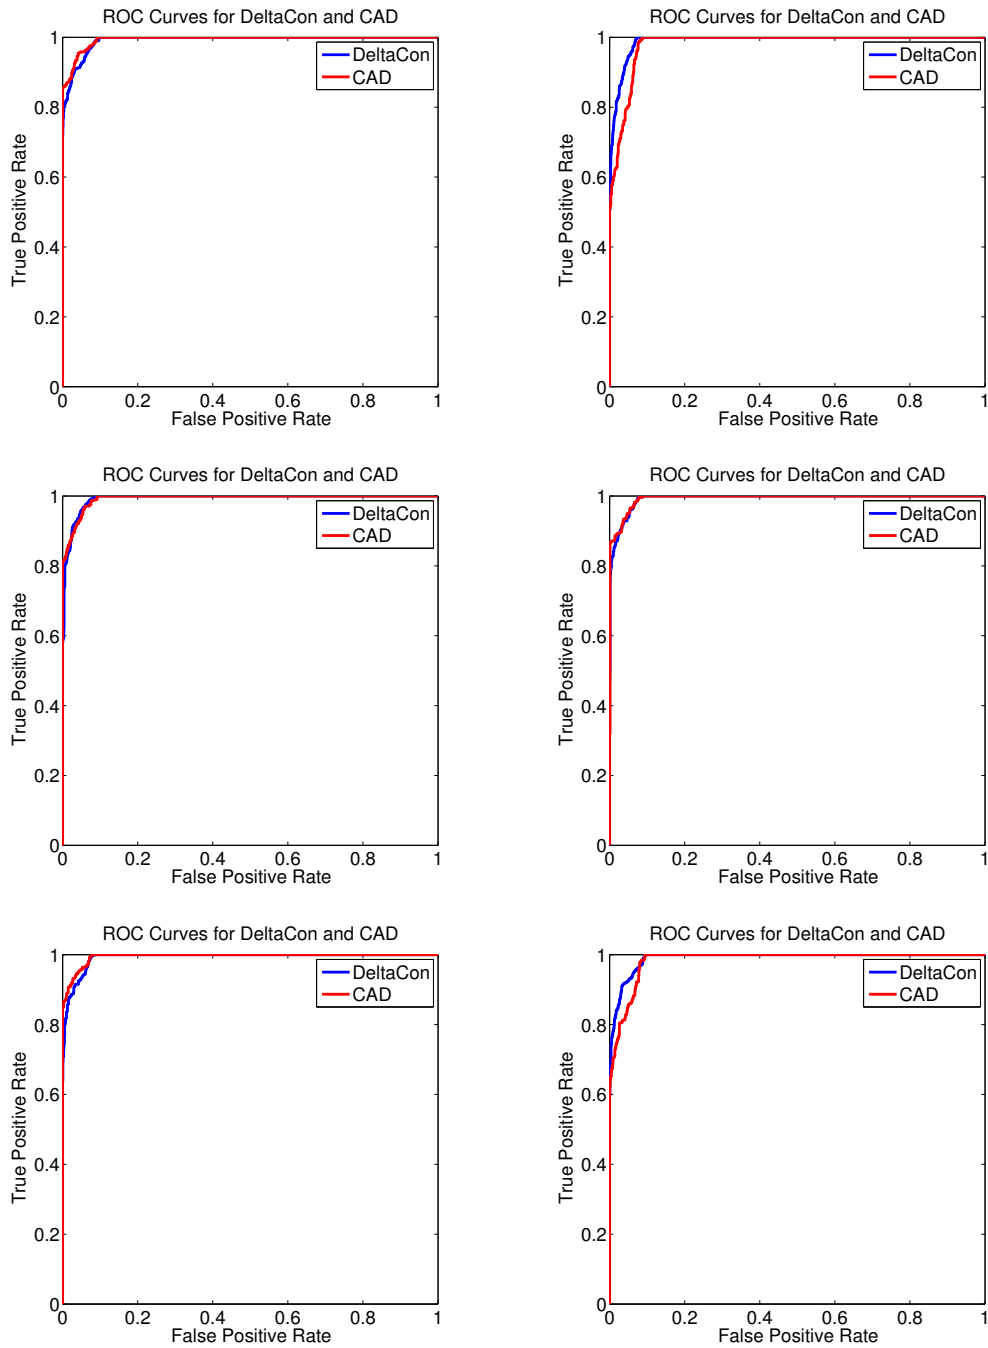 ROC Curves for DeltaCon and CAD
1
0.8
0.6
0.4
0.2
0
True Positive Rate
DeltaCon
CAD
0 0.2 0.4 0.6 0.8 1
False Positive Rate
ROC Curves for DeltaCon and CAD
1
0.8
0.6
0.4
0.2
0
True Positive Rate
DeltaCon
CAD
0 0.2 0.4 0.6 0.8 1
False Positive Rate
ROC Curves for DeltaCon and CAD
1
0.8
0.6
0.4
0.2
0
True Positive Rate
DeltaCon
CAD
0 0.2 0.4 0.6 0.8 1
False Positive Rate
ROC Curves for DeltaCon and CAD
1
0.8
0.6
0.4
0.2
0
True Positive Rate
DeltaCon
CAD
0 0.2 0.4 0.6 0.8 1
False Positive Rate
ROC Curves for DeltaCon and CAD
1
0.8
0.6
0.4
0.2
0
True Positive Rate
DeltaCon
CAD
0 0.2 0.4 0.6 0.8 1
False Positive Rate
ROC Curves for DeltaCon and CAD
1
0.8
0.6
0.4
0.2
0
True Positive Rate
DeltaCon
CAD
0 0.2 0.4 0.6 0.8 1
False Positive Rate